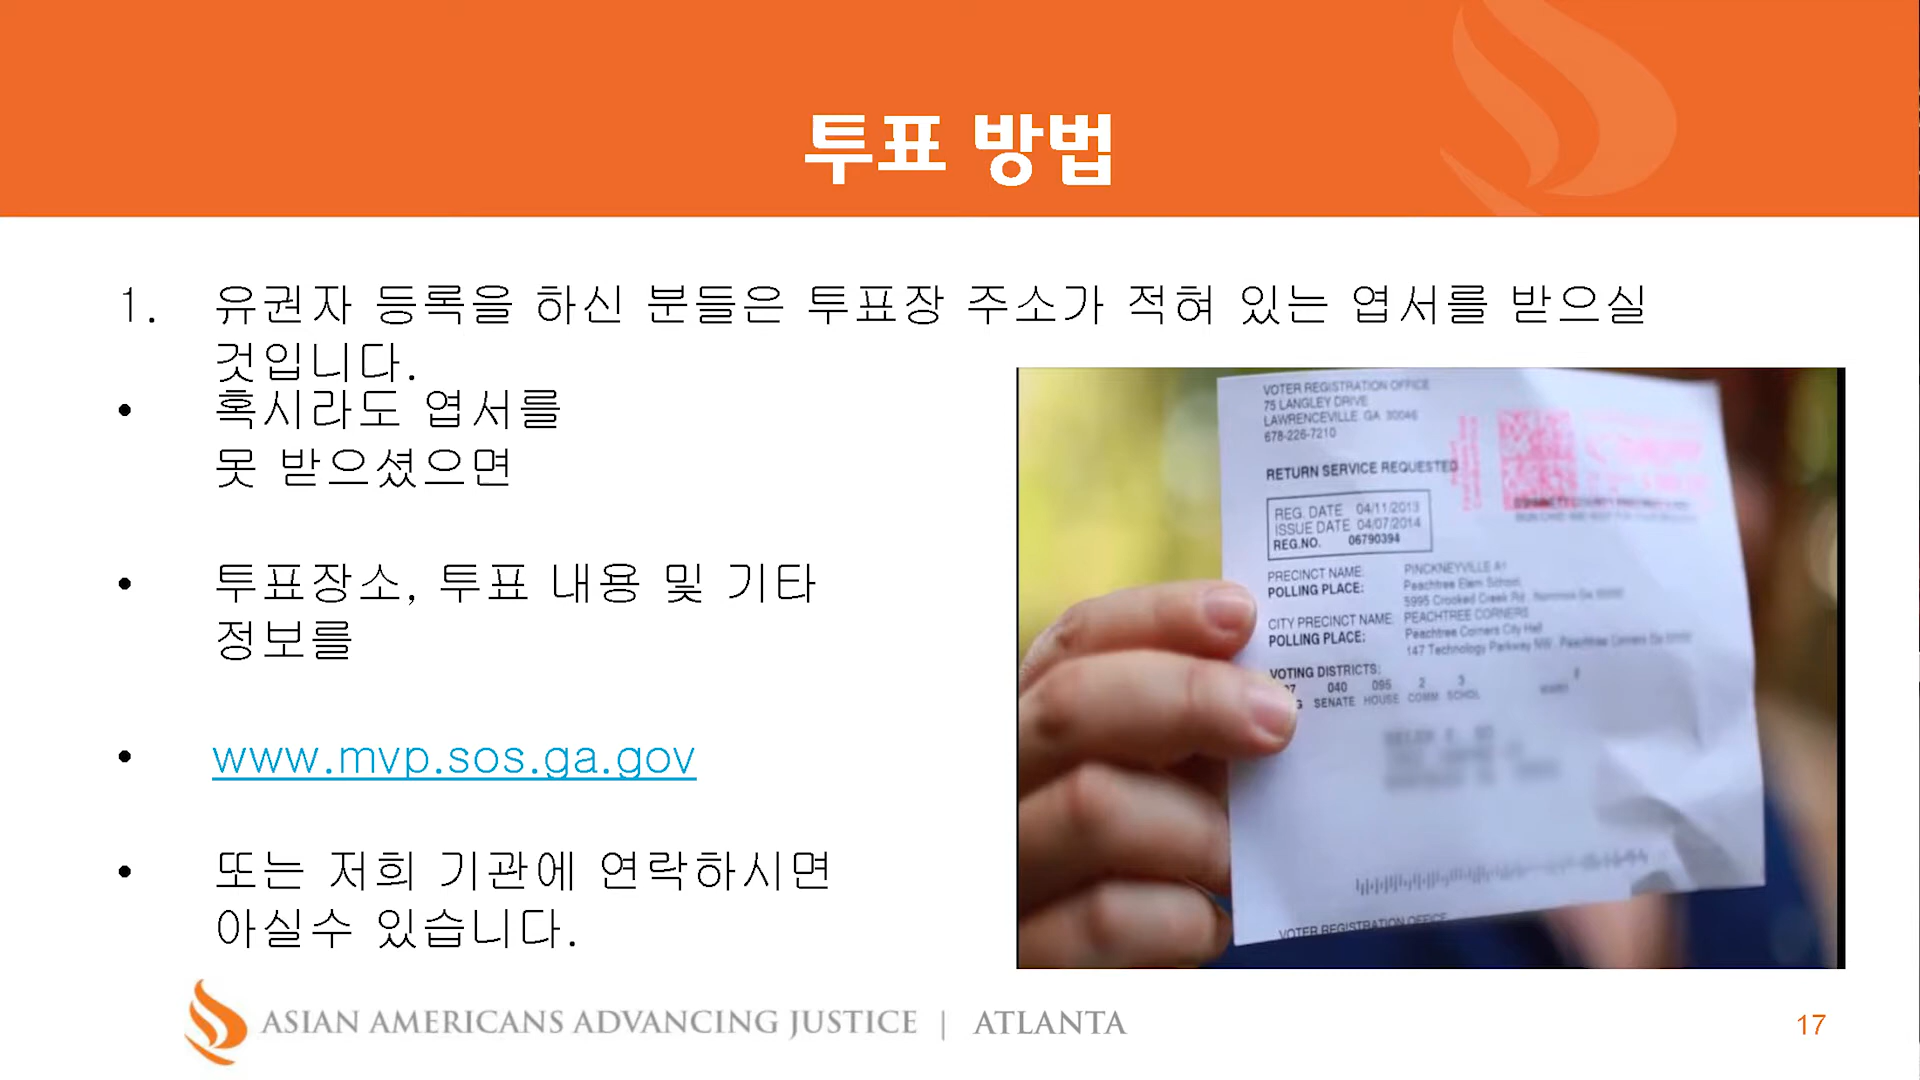 투표 방법
1. 유권자 등록을 하신 분들은 투표장 주소가 적혀 있는 엽서를 받으실
것입니다.
• 혹시라도 엽서를
못 받으셨으면
• 투표장소, 투표 내용 및 기타
정보를
• www.mvp.sos.ga.gov
• 또는 저희 기관에 연락하시면
아실수 있습니다.
VOTER REGISTRATION OFFICE
75 LANGLEY DRIVE
LAWRENCEVILLE GA 30046
678-226-7210
RETURN SERVICE REQUESTED
REG. DATE 04/11/2013
ISSUE DATE 04/07/2014
REG.NO. 06790394
PRECINCT NAME: PINCKNEYVILLE A1
POLLING PLACE: Peachtree Elem School
5995 Crooked Creek Rd
CITY PRECINCT NAME: PEACHTREE CORNERS
POLLING PLACE: Peachtree Corners City Hall
147 Technology Parkway NW Peachtree Corners Ga
VOTING DISTRICTS:
040 095 2 3
SENATE HOUSE COMM SCHOL
VOTER REGISTRATION OFFICE
ASIAN AMERICANS ADVANCING JUSTICE | ATLANTA
17